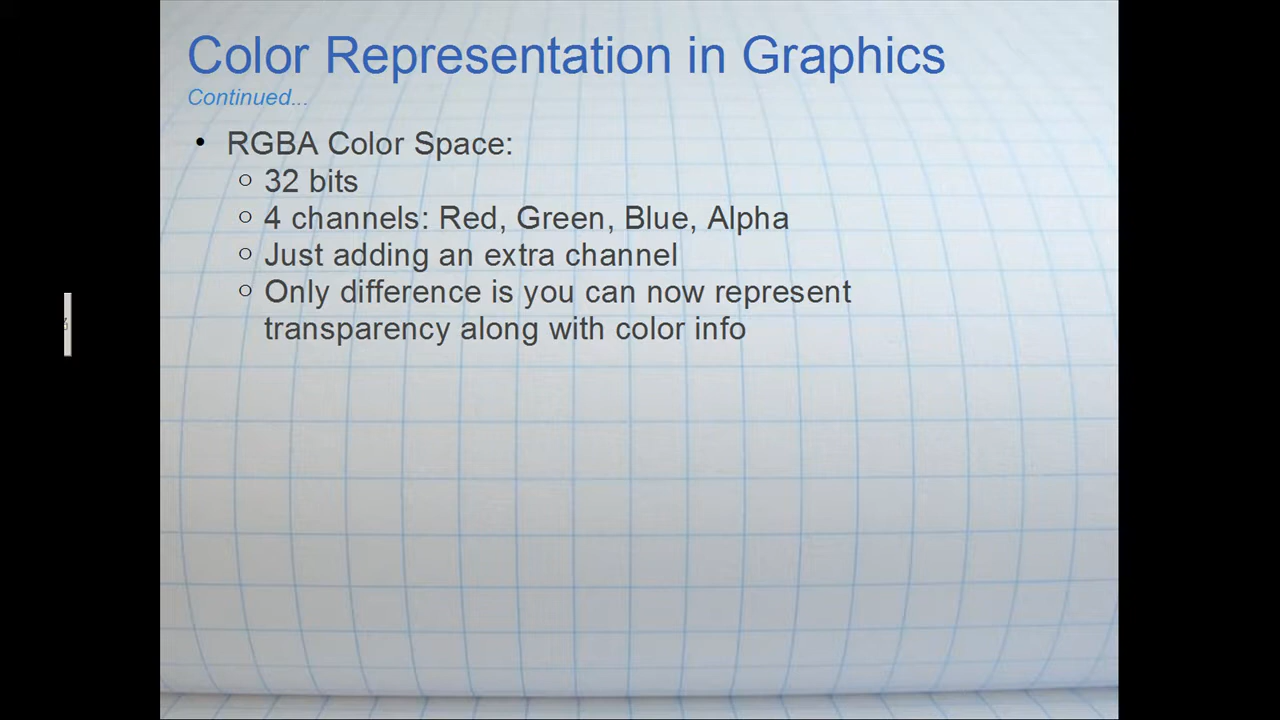 Color Representation in Graphics
Continued...
• RGBA Color Space:
○ 32 bits
○ 4 channels: Red, Green, Blue, Alpha
○ Just adding an extra channel
○ Only difference is you can now represent
transparency along with color info